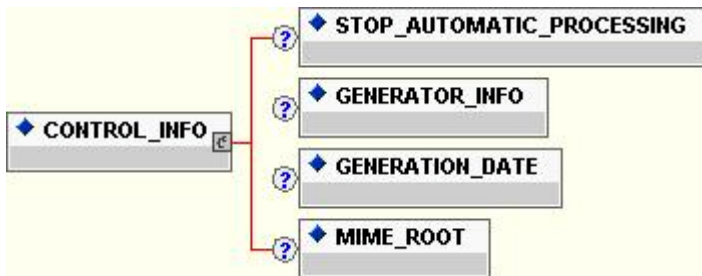 STOP_AUTOMATIC_PROCESSING
?
GENERATOR_INFO
?
CONTROL_INFO
GENERATION_DATE
?
MIME_ROOT
?